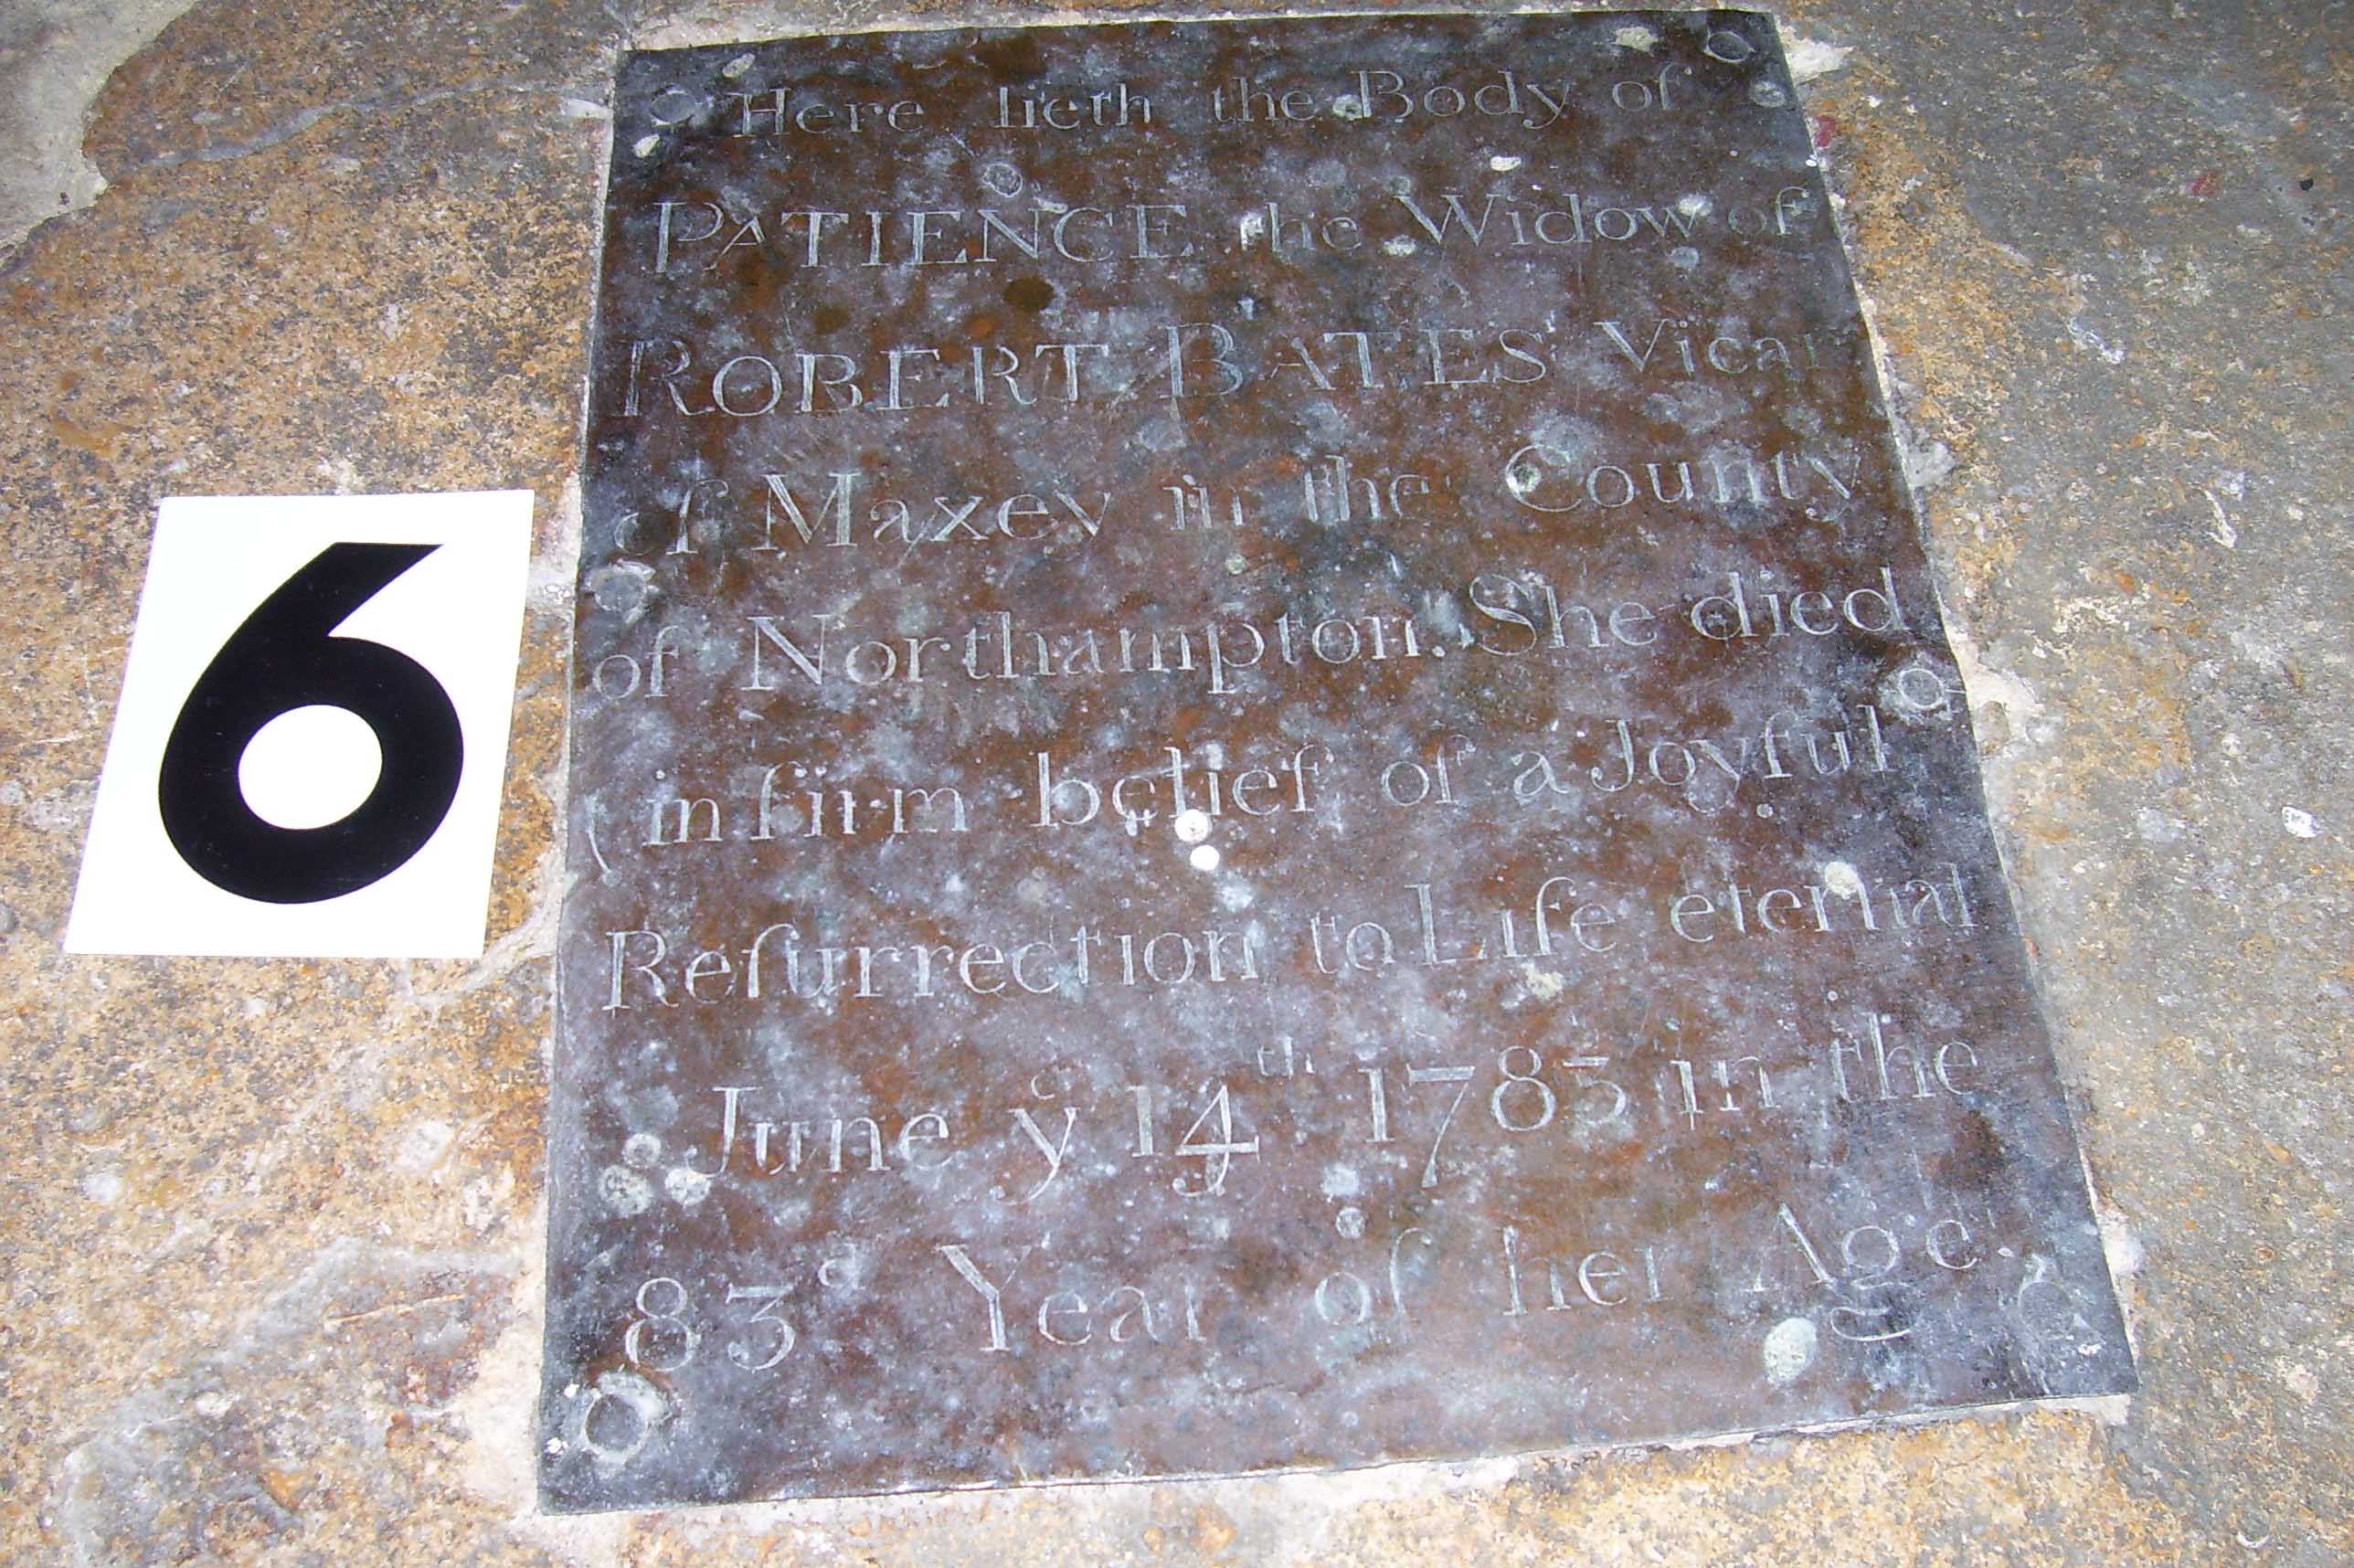 Here lieth the Body of
PATIENCE the Widow of
ROBERT BATES Vicar
of Maxey in the County
of Northampton. She died
in firm belief of a Joyful
Reſurrection to Life eternal
June yᵉ 14th 1785 in the
83d Year of her Age.
6